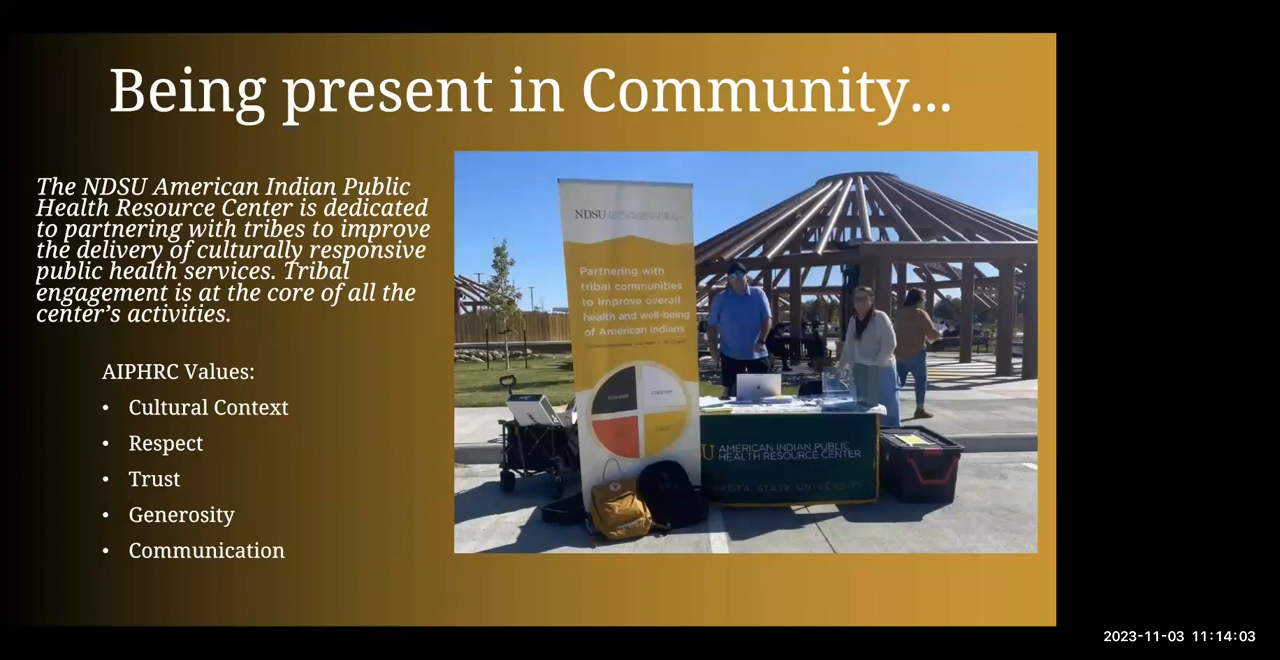 Being present in Community...
The NDSU American Indian Public
Health Resource Center is dedicated
to partnering with tribes to improve
the delivery of culturally responsive
public health services. Tribal
engagement is at the core of all the
center’s activities.
AIPHRC Values:
• Cultural Context
• Respect
• Trust
• Generosity
• Communication
NDSU
Partnering with
tribal communities
to improve overall
health and well-being
of American Indians
U AMERICAN INDIAN PUBLIC
HEALTH RESOURCE CENTER
KOTA STATE UNIVERSITY
2023-11-03 11:14:03